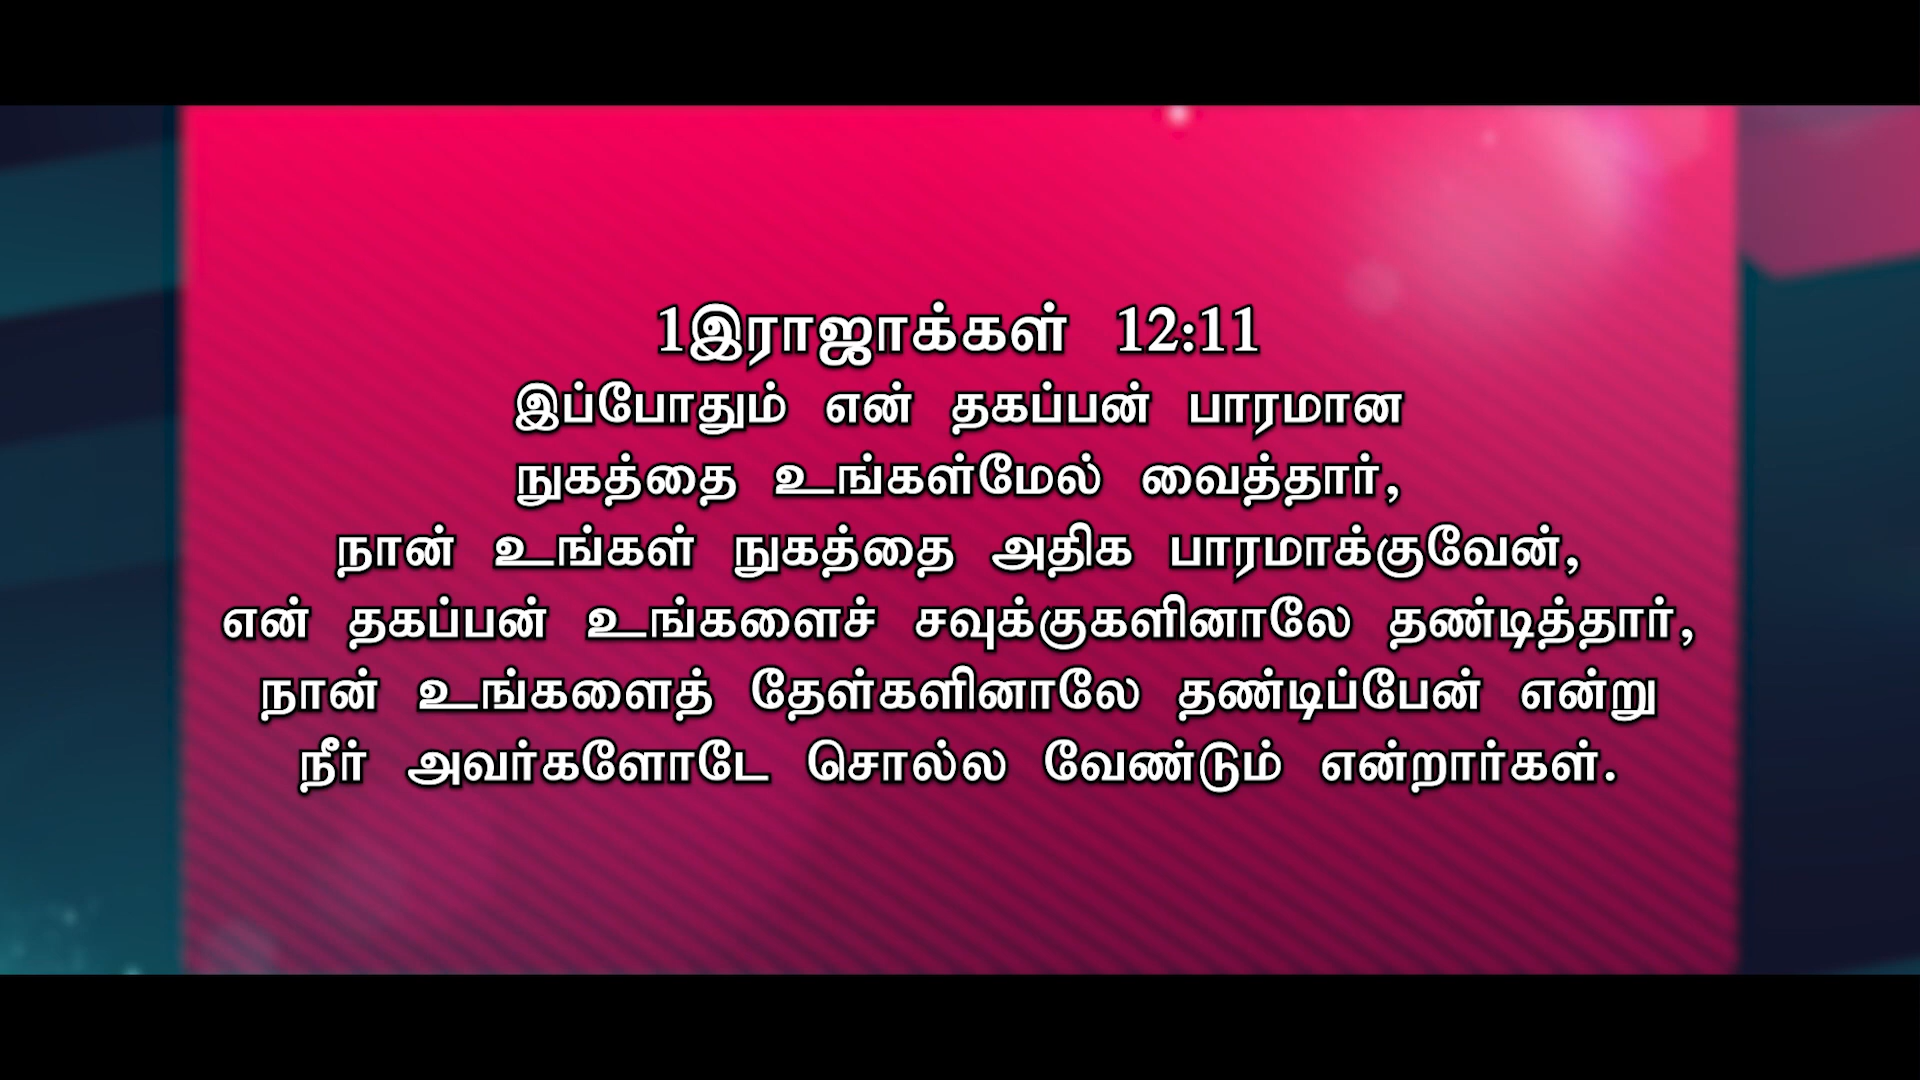 1இராஜாக்கள் 12:11
இப்போதும் என் தகப்பன் பாரமான
நுகத்தை உங்கள்மேல் வைத்தார்,
நான் உங்கள் நுகத்தை அதிக பாரமாக்குவேன்,
என் தகப்பன் உங்களைச் சவுக்குகளினாலே தண்டித்தார்,
நான் உங்களைத் தேள்களினாலே தண்டிப்பேன் என்று
நீர் அவர்களோடே சொல்ல வேண்டும் என்றார்கள்.